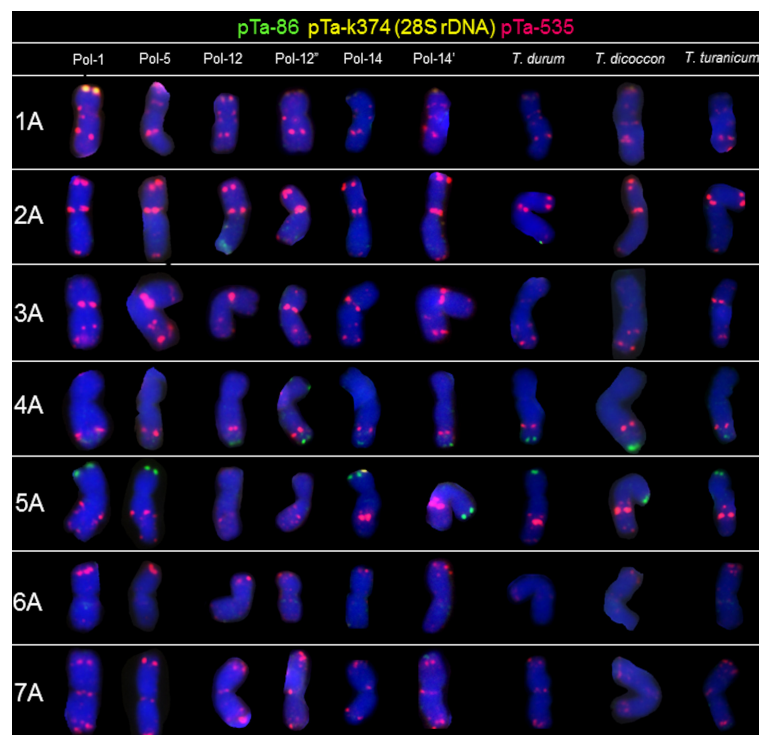 pTa-86 pTa-k374 (28S rDNA) pTa-535
Pol-1 Pol-5 Pol-12 Pol-12" Pol-14 Pol-14' T. durum T. dicoccon T. turanicum
1A
2A
3A
4A
5A
6A
7A